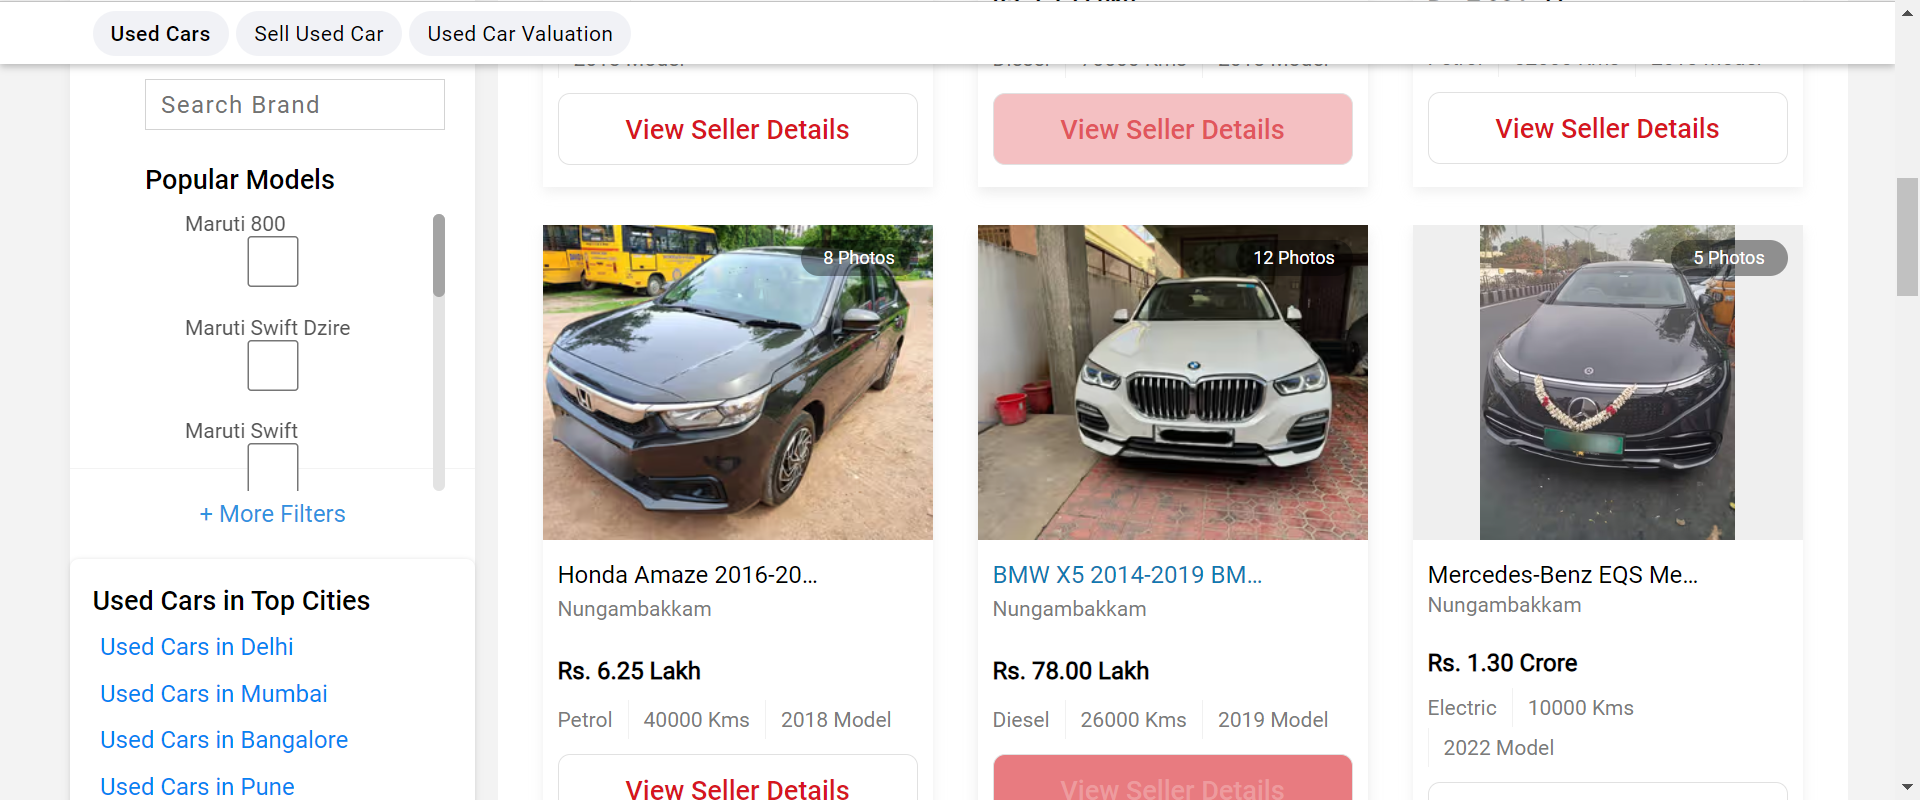 Used Cars
Sell Used Car
Used Car Valuation
Search Brand
Popular Models
Maruti 800
Maruti Swift Dzire
Maruti Swift
+ More Filters
Used Cars in Top Cities
Used Cars in Delhi
Used Cars in Mumbai
Used Cars in Bangalore
Used Cars in Pune
View Seller Details
View Seller Details
View Seller Details
8 Photos
Honda Amaze 2016-20...
Nungambakkam
Rs. 6.25 Lakh
Petrol 40000 Kms 2018 Model
View Seller Details
12 Photos
BMW X5 2014-2019 BM...
Nungambakkam
Rs. 78.00 Lakh
Diesel 26000 Kms 2019 Model
View Seller Details
5 Photos
Mercedes-Benz EQS Me...
Nungambakkam
Rs. 1.30 Crore
Electric 10000 Kms
2022 Model